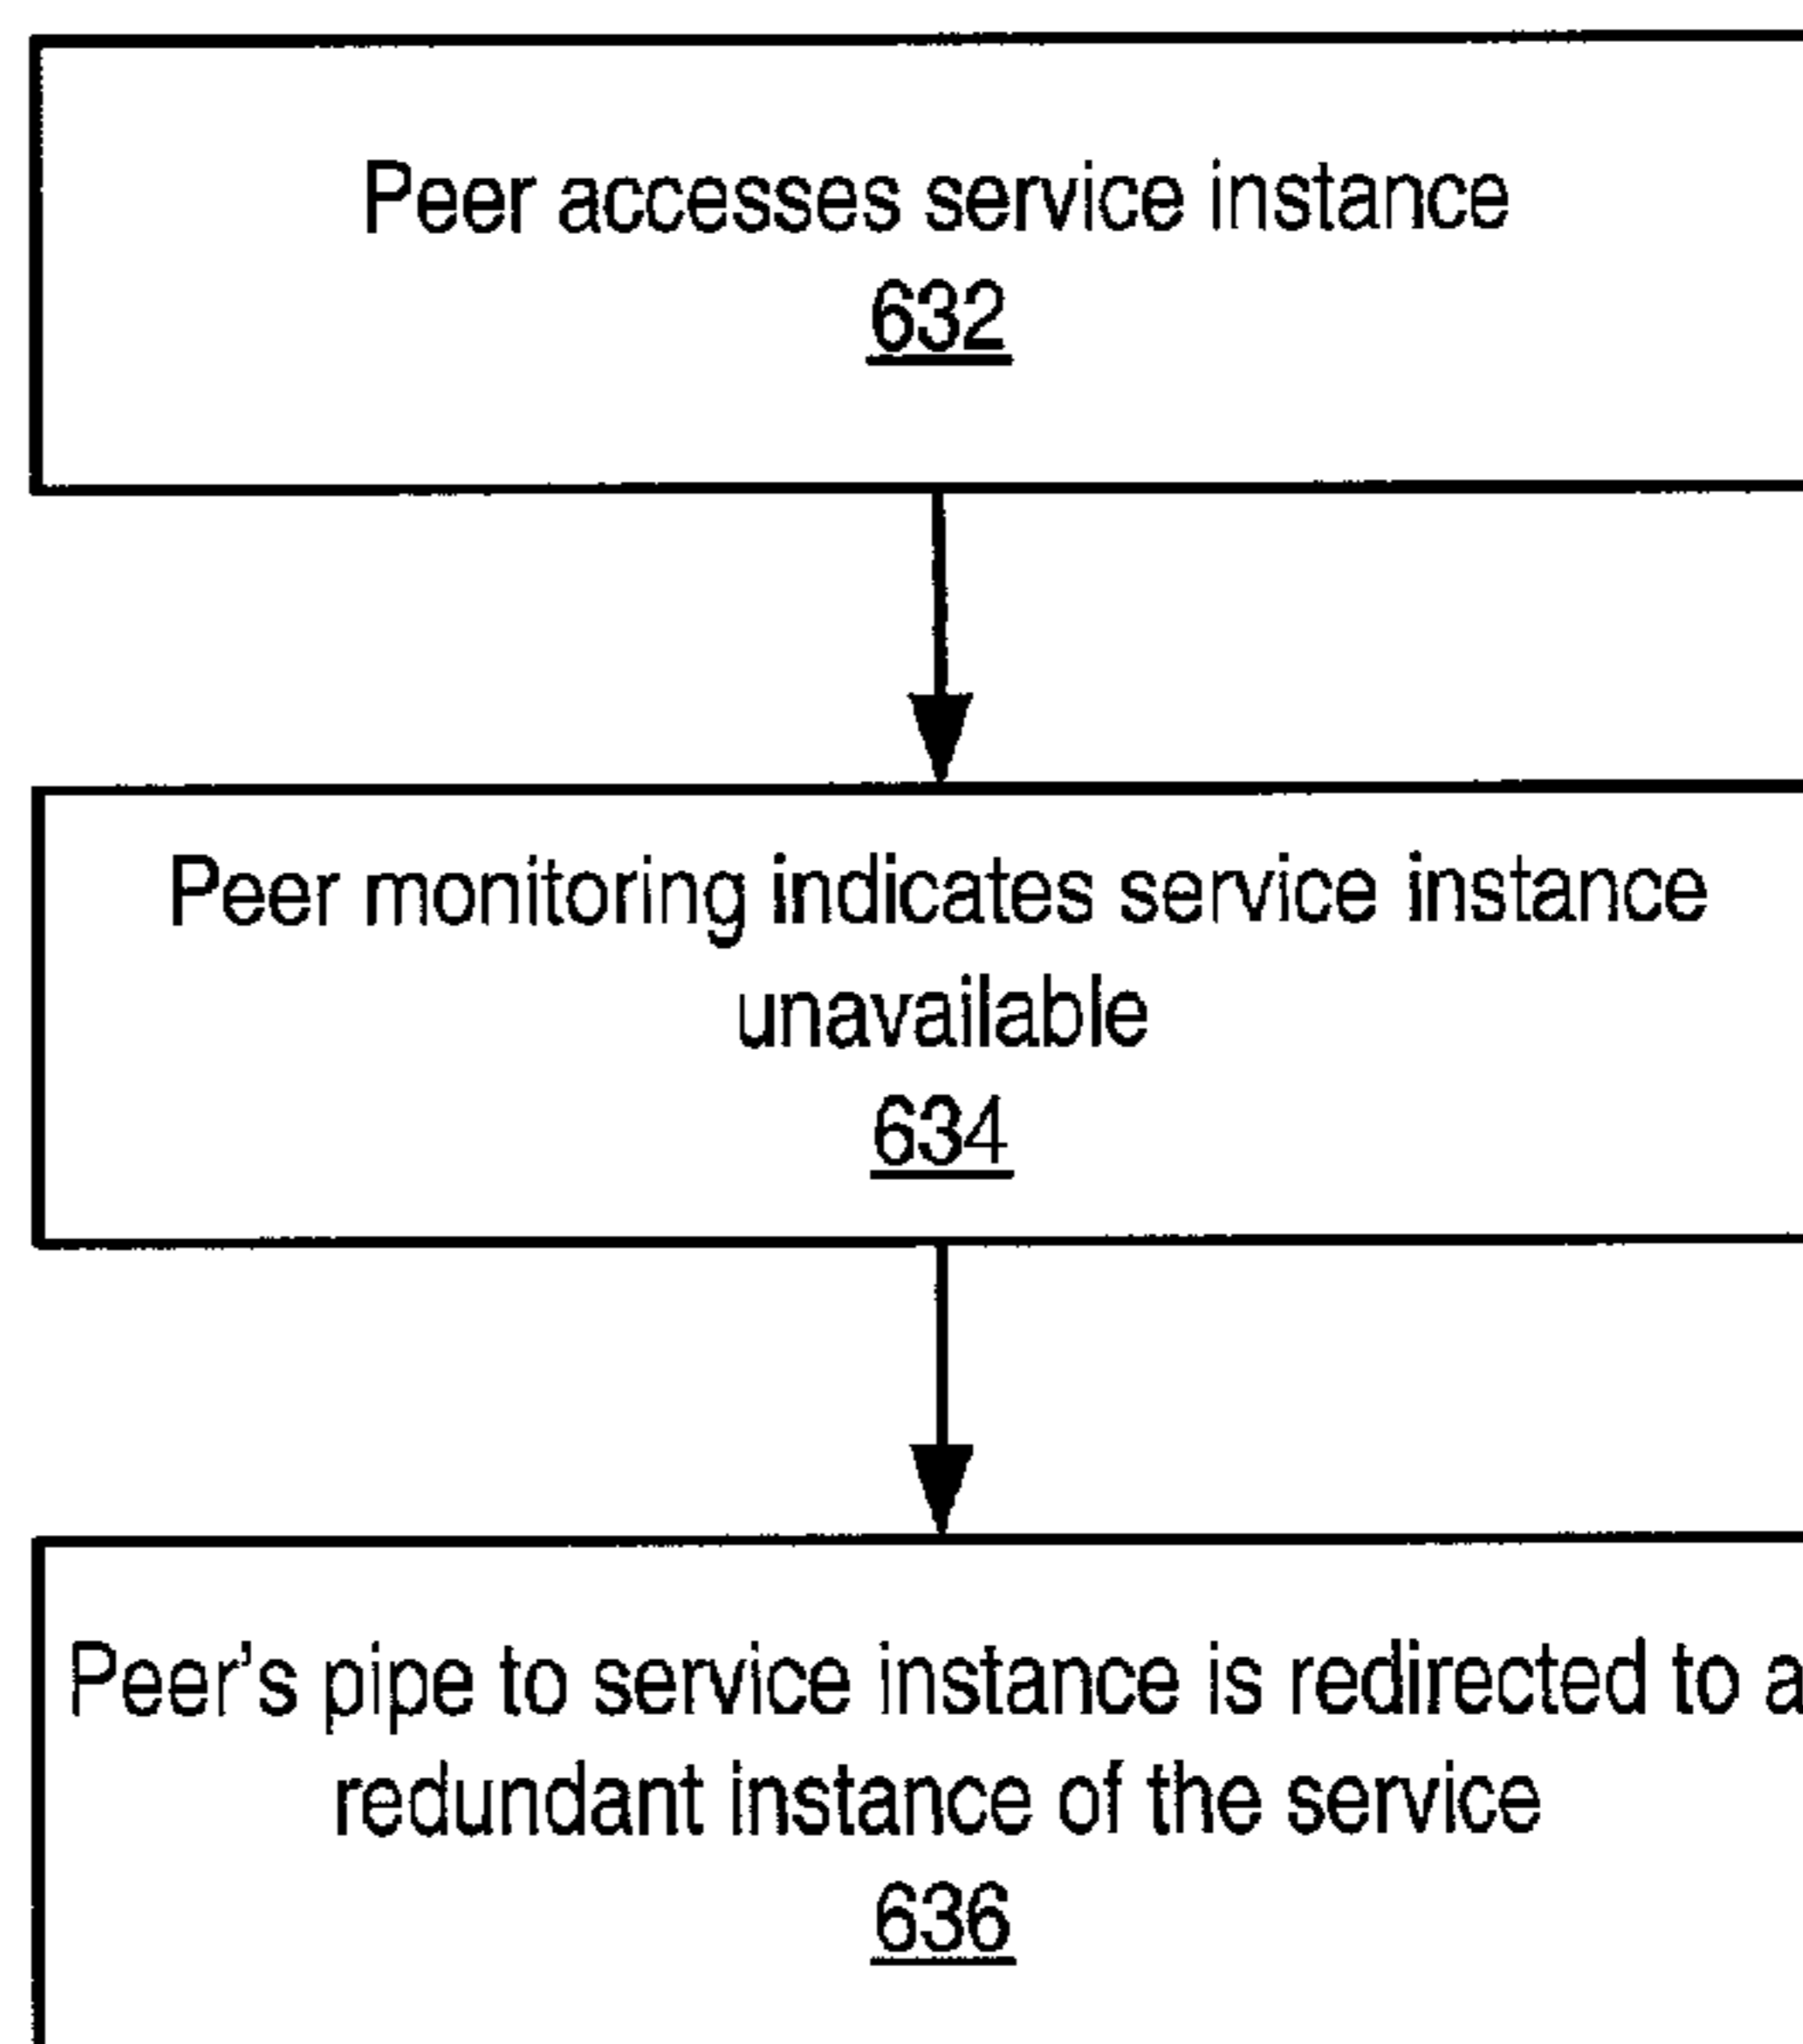 Peer accesses service instance
632
Peer monitoring indicates service instance
unavailable
634
Peer's pipe to service instance is redirected to a
redundant instance of the service
636